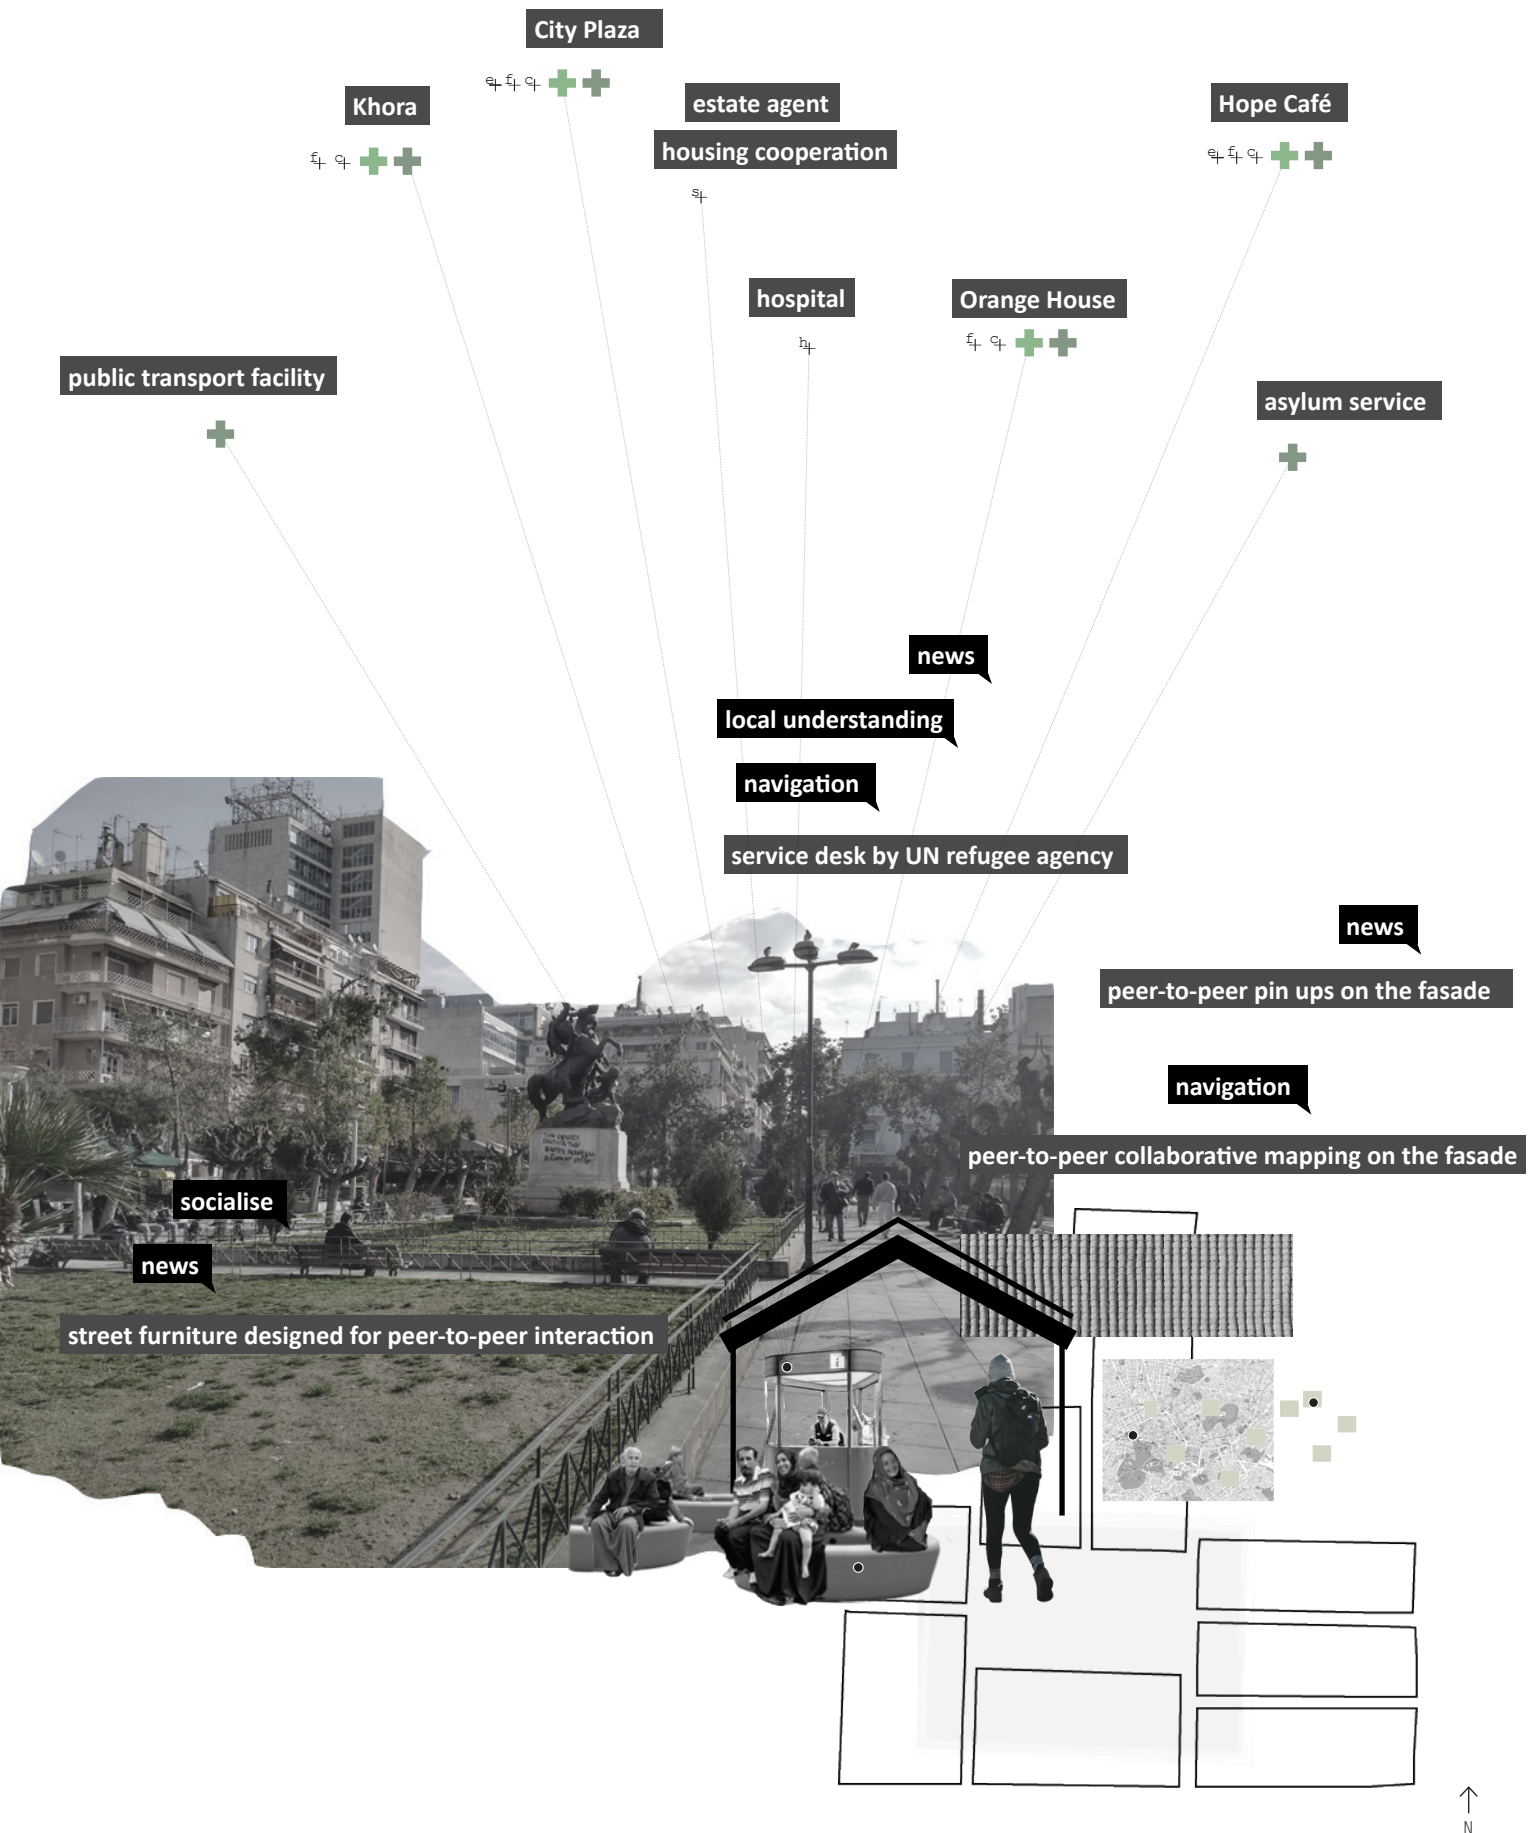 City Plaza
e f c
Khora
f c
estate agent
housing cooperation
s
Hope Café
e f c
hospital
h
Orange House
f c
public transport facility
asylum service
news
local understanding
navigation
service desk by UN refugee agency
news
peer-to-peer pin ups on the fasade
navigation
peer-to-peer collaborative mapping on the fasade
socialise
news
street furniture designed for peer-to-peer interaction
i
N